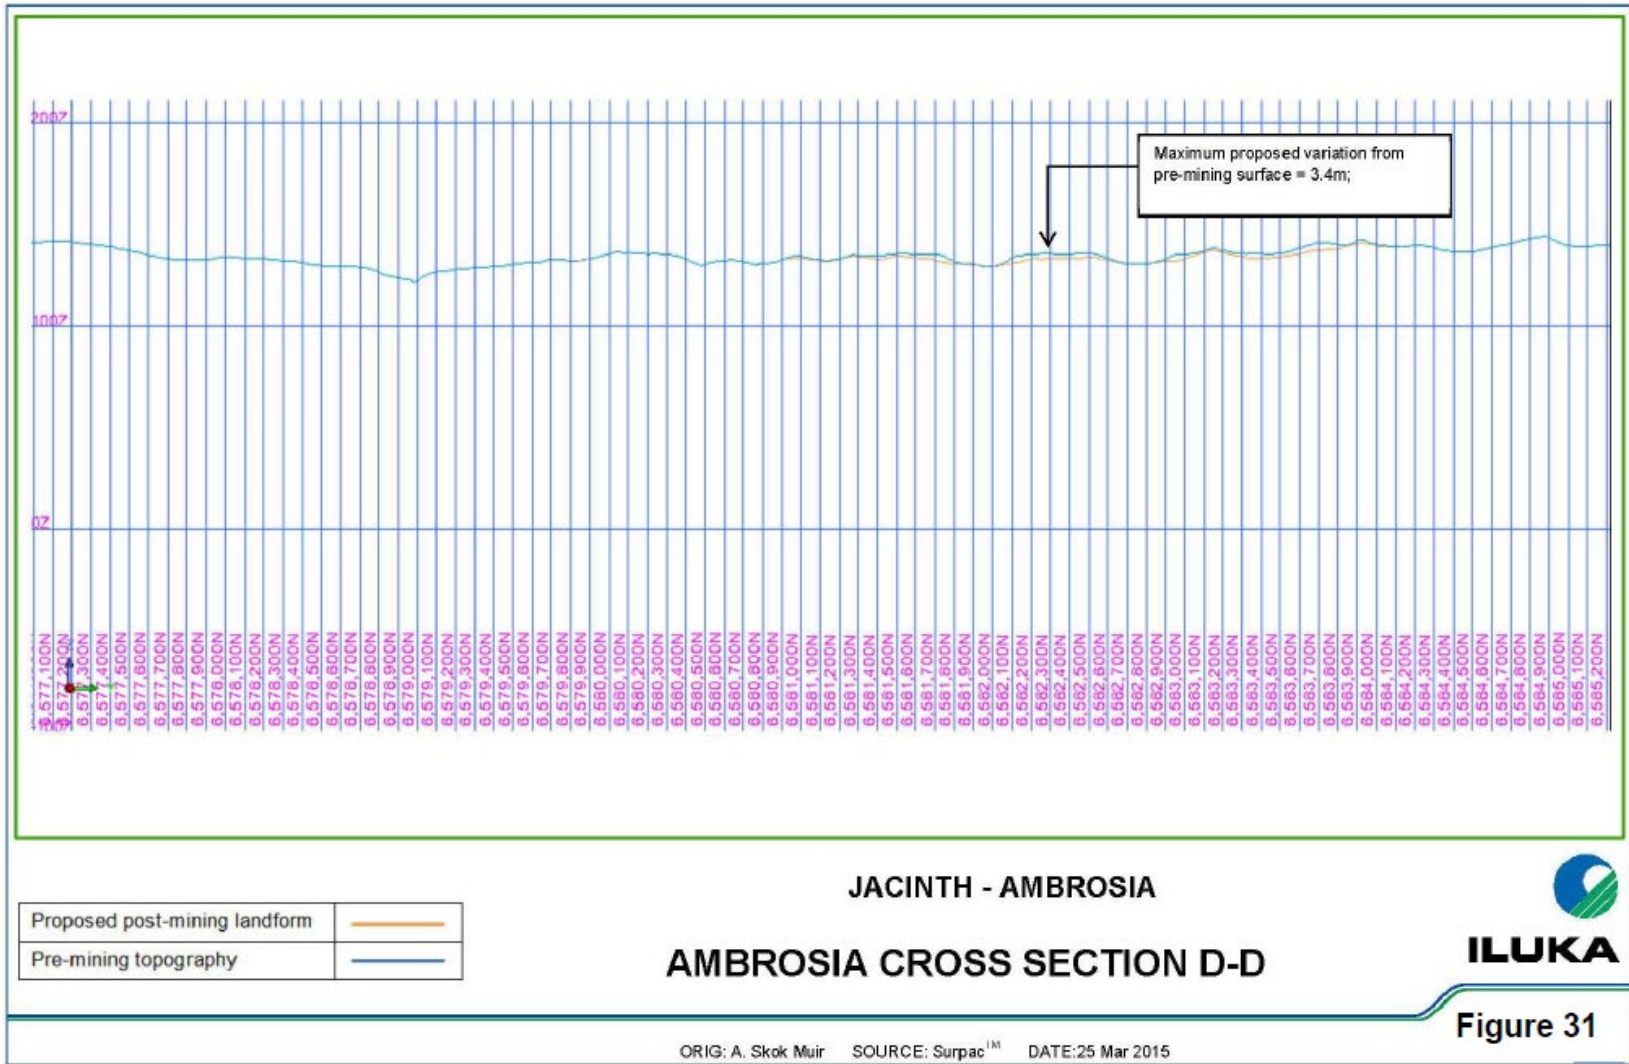 200Z
Maximum proposed variation from
pre-mining surface = 3.4m;
100Z
0Z
6,577,100N
6,577,200N
6,577,300N
6,577,400N
6,577,500N
6,577,600N
6,577,700N
6,577,800N
6,577,900N
6,578,000N
6,578,100N
6,578,200N
6,578,300N
6,578,400N
6,578,500N
6,578,600N
6,578,700N
6,578,800N
6,578,900N
6,579,000N
6,579,100N
6,579,200N
6,579,300N
6,579,400N
6,579,500N
6,579,600N
6,579,700N
6,579,800N
6,579,900N
6,580,000N
6,580,100N
6,580,200N
6,580,300N
6,580,400N
6,580,500N
6,580,600N
6,580,700N
6,580,800N
6,580,900N
6,581,000N
6,581,100N
6,581,200N
6,581,300N
6,581,400N
6,581,500N
6,581,600N
6,581,700N
6,581,800N
6,581,900N
6,582,000N
6,582,100N
6,582,200N
6,582,300N
6,582,400N
6,582,500N
6,582,600N
6,582,700N
6,582,800N
6,582,900N
6,583,000N
6,583,100N
6,583,200N
6,583,300N
6,583,400N
6,583,500N
6,583,600N
6,583,700N
6,583,800N
6,583,900N
6,584,000N
6,584,100N
6,584,200N
6,584,300N
6,584,400N
6,584,500N
6,584,600N
6,584,700N
6,584,800N
6,584,900N
6,585,000N
6,585,100N
6,585,200N
JACINTH - AMBROSIA
Proposed post-mining landform
Pre-mining topography
AMBROSIA CROSS SECTION D-D
ILUKA
Figure 31
ORIG: A. Skok Muir SOURCE: Surpac™ DATE:25 Mar 2015